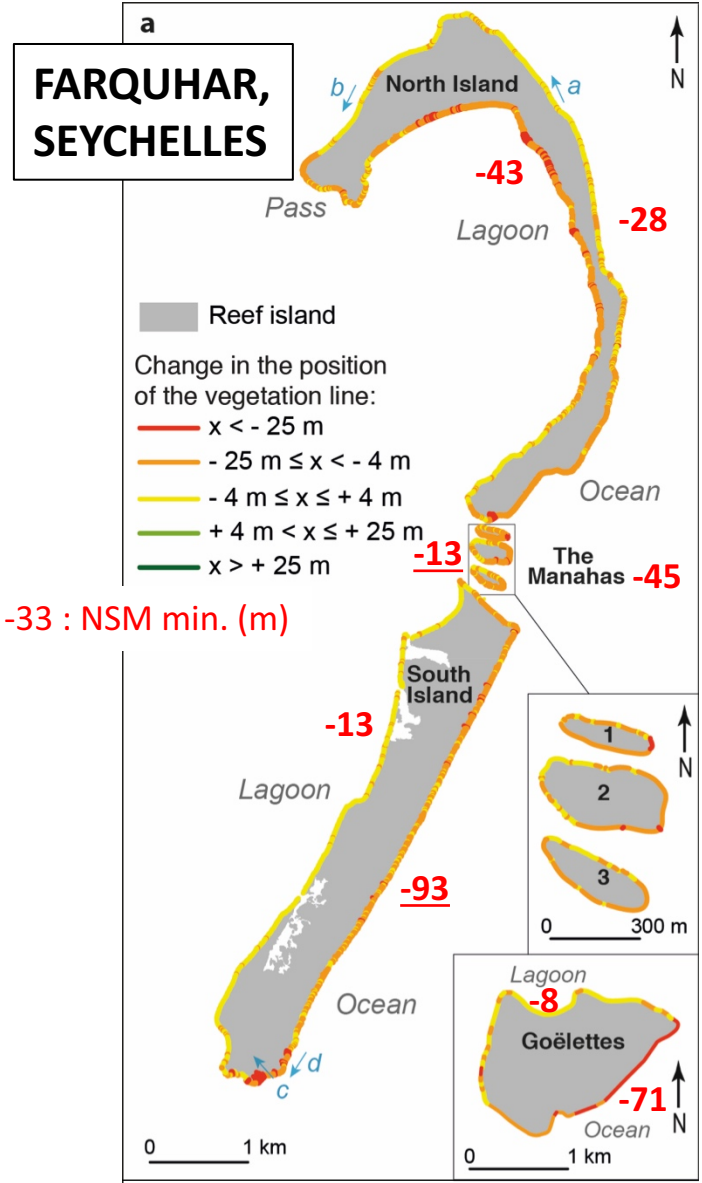 a
FARQUHAR,
SEYCHELLES
N
b
North Island
a
Pass
-43
Lagoon
-28
Reef island
Change in the position
of the vegetation line:
x < - 25 m
- 25 m ≤ x < - 4 m
- 4 m ≤ x ≤ + 4 m
+ 4 m < x ≤ + 25 m
x > + 25 m
Ocean
-13
The
Manahas -45
-33 : NSM min. (m)
South
Island
-13
Lagoon
-93
Ocean
d
c
0 1 km
1
N
2
3
0 300 m
Lagoon
-8
Goëlettes
-71
N
Ocean
0 1 km